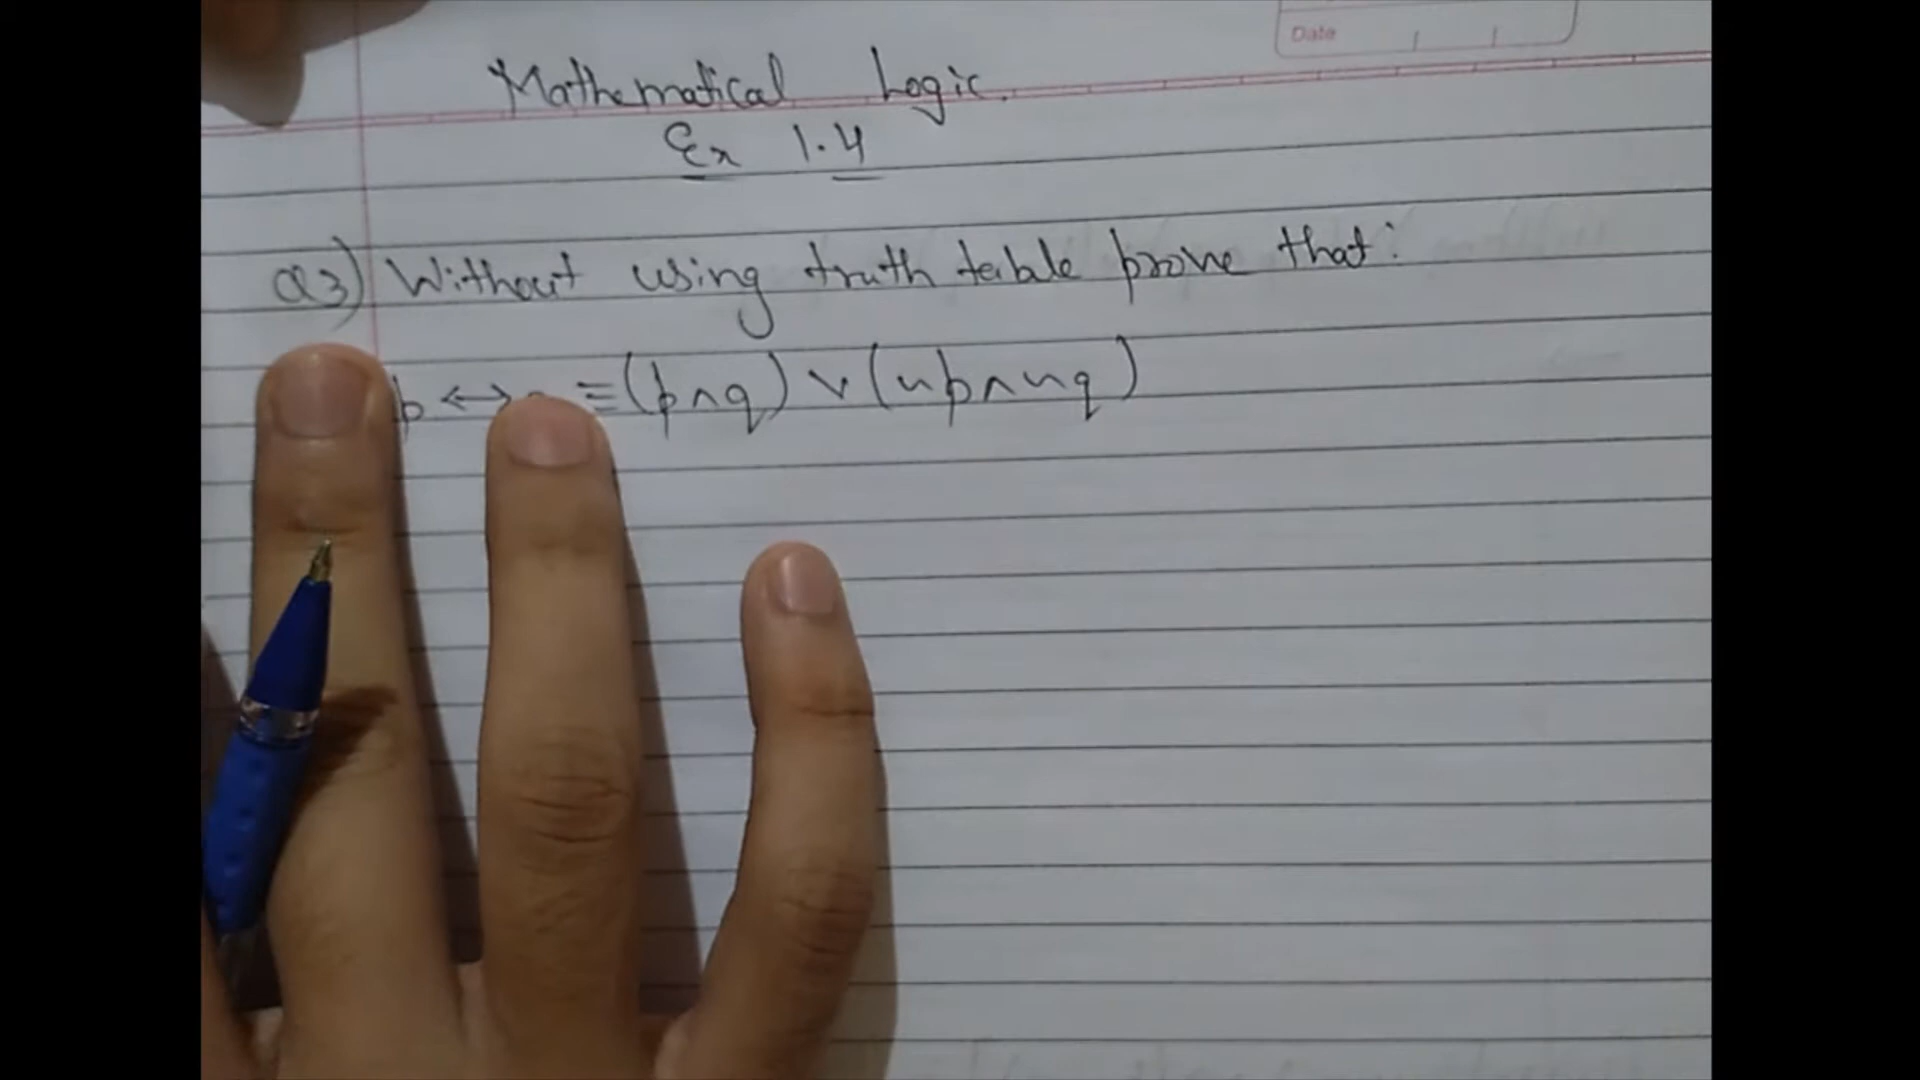 Date
Mathematical Logic.
Ex 1.4
Q3) Without using truth table prove that:
p ↔ ≡ (p∧q) ∨ (~p∧~q)